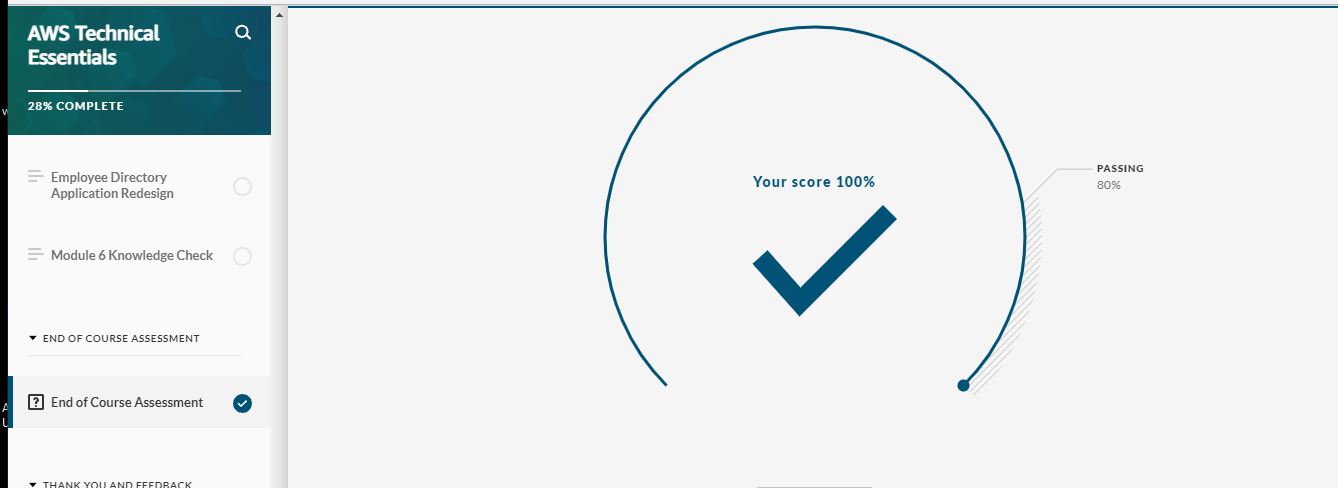 AWS Technical
Essentials
28% COMPLETE
Employee Directory
Application Redesign
Module 6 Knowledge Check
END OF COURSE ASSESSMENT
End of Course Assessment
THANK YOU AND FEEDBACK
Your score 100%
PASSING
80%